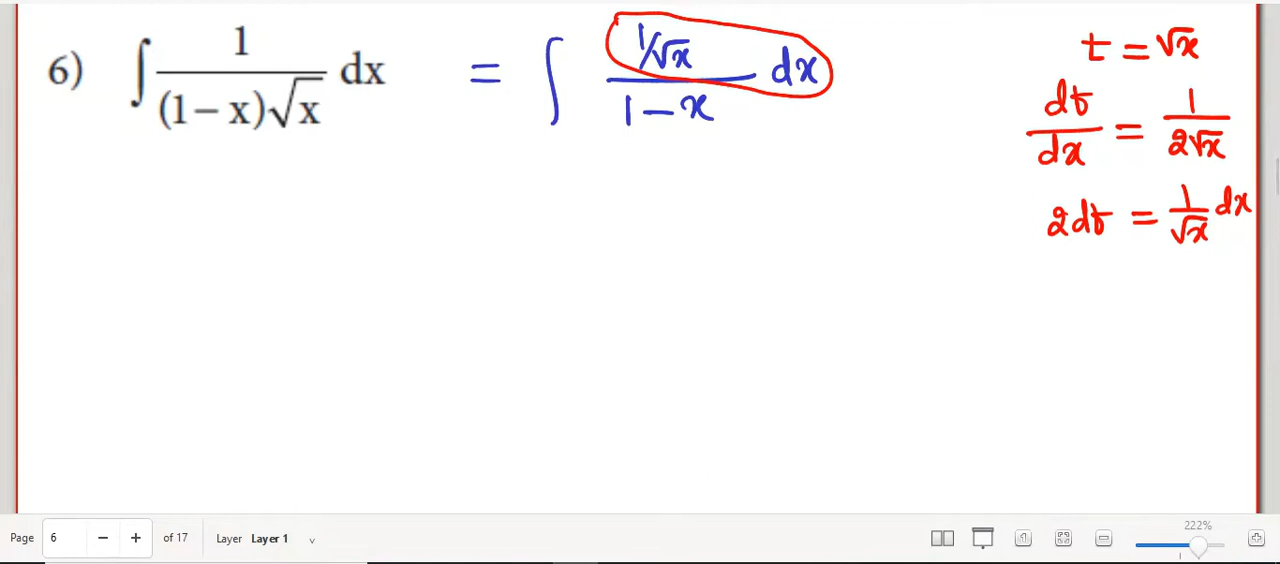 6) ∫ 1/((1 – x)√x) dx = ∫ (1/√x)/(1 – x) dx
t = √x
dt/dx = 1/(2√x)
2dt = 1/√x dx
Page 6 – + of 17 Layer Layer 1 222%